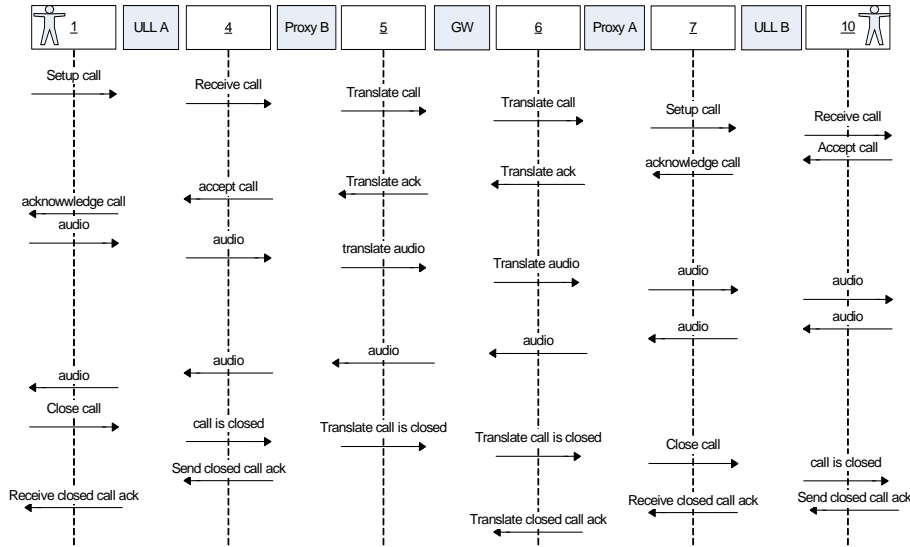 1 ULL A 4 Proxy B 5 GW 6 Proxy A 7 ULL B 10
Setup call
Receive call
Translate call
Translate call
Setup call
Receive call
Accept call
acknowledge call
Translate ack
Translate ack
accept call
acknowwledge call
audio
audio
translate audio
Translate audio
audio
audio
audio
audio
audio
audio
audio
audio
Close call
call is closed
Translate call is closed
Translate call is closed
Close call
call is closed
Send closed call ack
Receive closed call ack
Send closed call ack
Receive closed call ack
Translate closed call ack